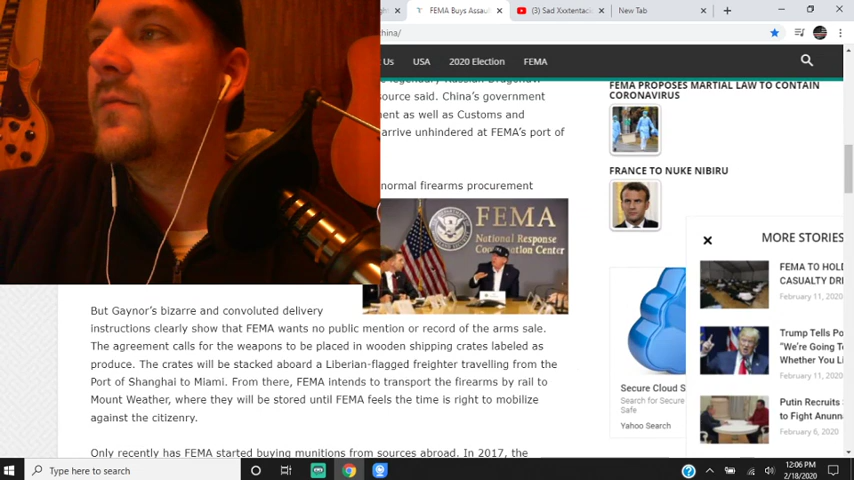 FEMA Buys Assau
(3) Sad Xxxtentaci
New Tab
hina/
Us
USA
2020 Election
FEMA
source said. China's government
ent as well as Customs and
arrive unhindered at FEMA's port of
normal firearms procurement
FEMA
National Response
Coordination Center
But Gaynor's bizarre and convoluted delivery
instructions clearly show that FEMA wants no public mention or record of the arms sale.
The agreement calls for the weapons to be placed in wooden shipping crates labeled as
produce. The crates will be stacked aboard a Liberian-flagged freighter travelling from the
Port of Shanghai to Miami. From there, FEMA intends to transport the firearms by rail to
Mount Weather, where they will be stored until FEMA feels the time is right to mobilize
against the citizenry.
Only recently has FEMA started buying munitions from sources abroad. In 2017, the
FEMA PROPOSES MARTIAL LAW TO CONTAIN
CORONAVIRUS
FRANCE TO NUKE NIBIRU
MORE STORIES
FEMA TO HOLD
CASUALTY DRI
February 11, 2020
Trump Tells Po
"We're Going T
Whether You Li
February 11, 2020
Putin Recruits
to Fight Anunna
February 6, 2020
Secure Cloud S
Search for Secure
Safe
Yahoo Search
Type here to search
12:06 PM
2/18/2020